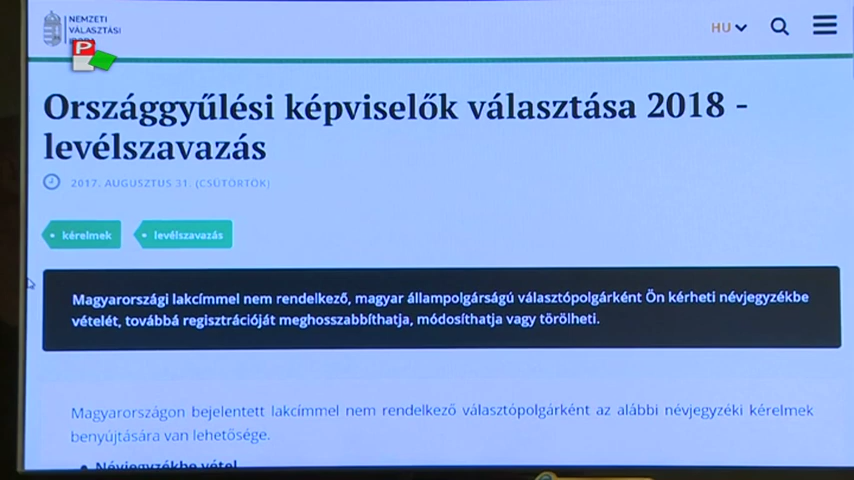 NEMZETI
VÁLASZTÁSI
P
HU
Országgyűlési képviselők választása 2018 -
levélszavazás
2017. AUGUSZTUS 31. (CSÜTÖRTÖK)
kérelmek
levélszavazás
Magyarországi lakcímmel nem rendelkező, magyar állampolgárságú választópolgárként Ön kérheti névjegyzékbe
vételét, továbbá regisztrációját meghosszabbíthatja, módosíthatja vagy törölheti.
Magyarországon bejelentett lakcímmel nem rendelkező választópolgárként az alábbi névjegyzéki kérelmek
benyújtására van lehetősége.
• Névjegyzékbe vétel